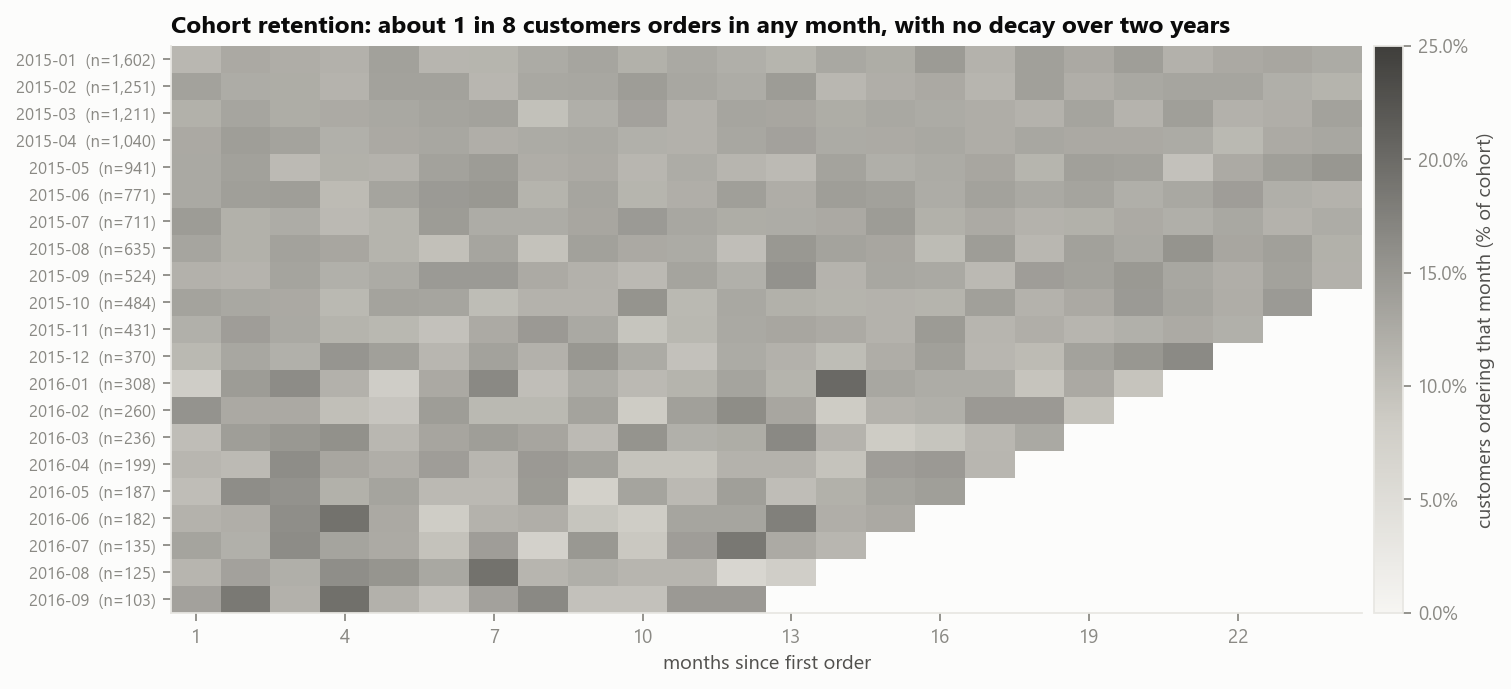 Cohort retention: about 1 in 8 customers orders in any month, with no decay over two years
2015-01 (n=1,602)
2015-02 (n=1,251)
2015-03 (n=1,211)
2015-04 (n=1,040)
2015-05 (n=941)
2015-06 (n=771)
2015-07 (n=711)
2015-08 (n=635)
2015-09 (n=524)
2015-10 (n=484)
2015-11 (n=431)
2015-12 (n=370)
2016-01 (n=308)
2016-02 (n=260)
2016-03 (n=236)
2016-04 (n=199)
2016-05 (n=187)
2016-06 (n=182)
2016-07 (n=135)
2016-08 (n=125)
2016-09 (n=103)
1 4 7 10 13 16 19 22
months since first order
25.0%
20.0%
15.0%
10.0%
5.0%
0.0%
customers ordering that month (% of cohort)